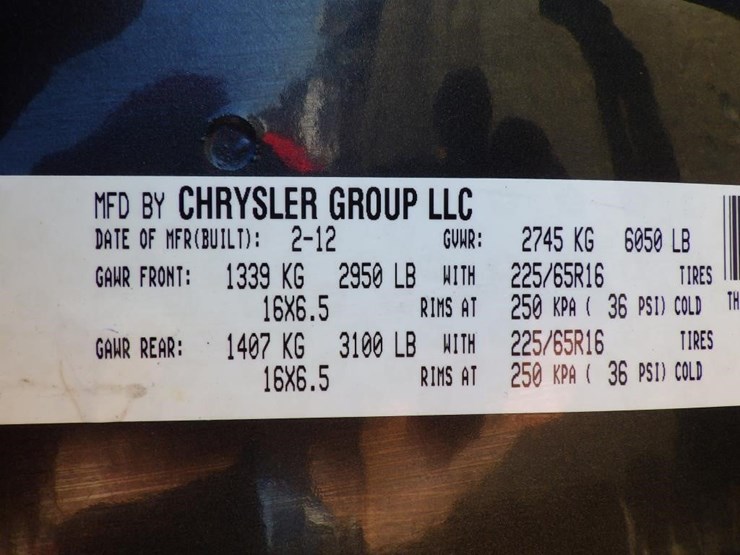 MFD BY CHRYSLER GROUP LLC
DATE OF MFR(BUILT): 2-12 GVWR: 2745 KG 6050 LB
GAWR FRONT: 1339 KG 2950 LB WITH 225/65R16 TIRES
16X6.5 RIMS AT 250 KPA ( 36 PSI) COLD TH
GAWR REAR: 1407 KG 3100 LB WITH 225/65R16 TIRES
16X6.5 RIMS AT 250 KPA ( 36 PSI) COLD